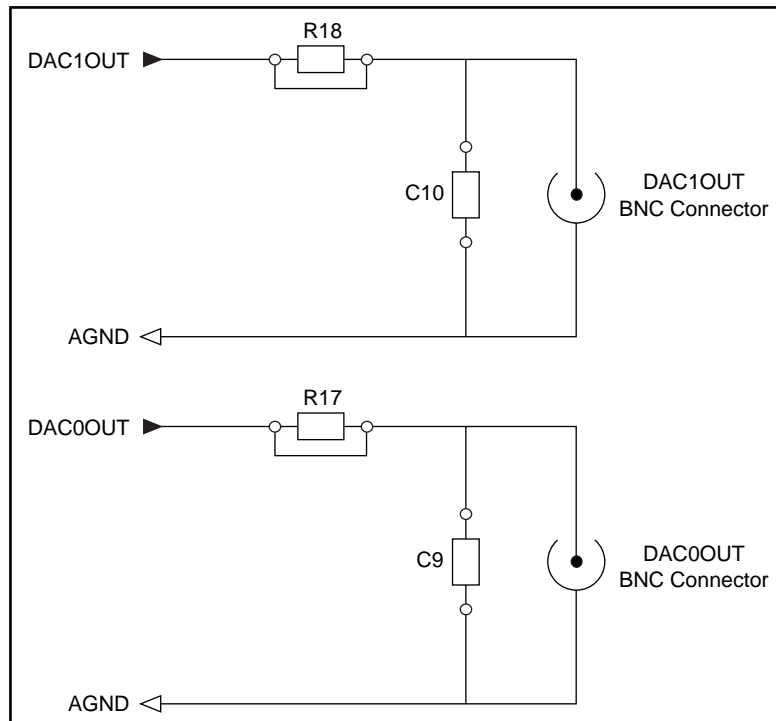 R18
DAC1OUT
C10
DAC1OUT
BNC Connector
AGND
R17
DAC0OUT
C9
DAC0OUT
BNC Connector
AGND